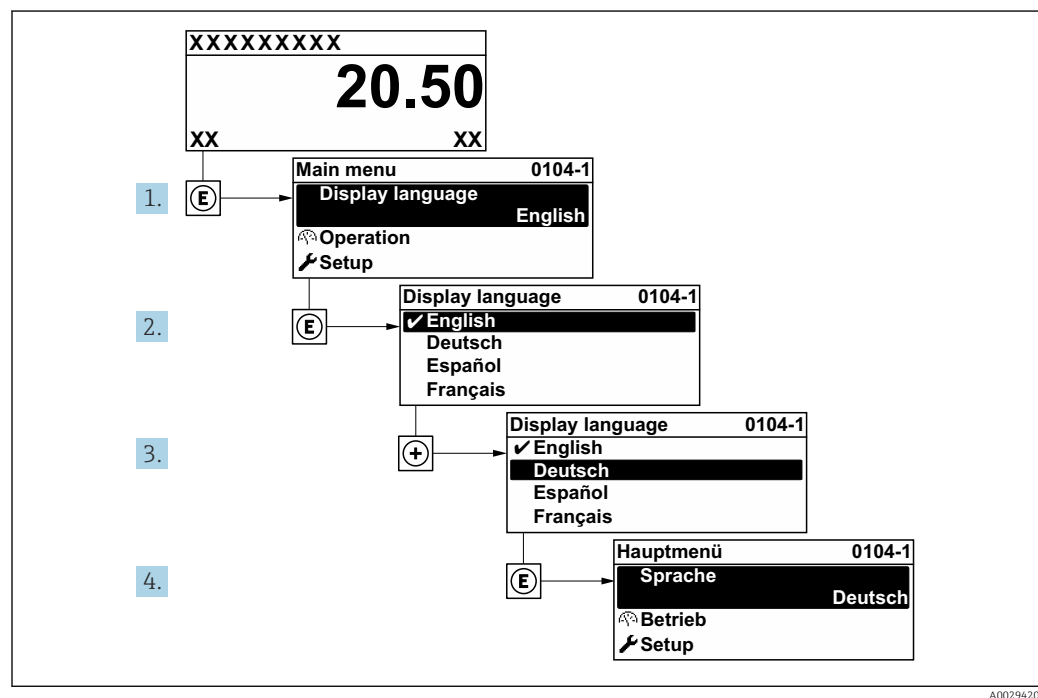 XXXXXXXXX
20.50
XX XX
1. E
Main menu 0104-1
Display language
English
Operation
Setup
2. E
Display language 0104-1
✔ English
Deutsch
Español
Français
3. +
Display language 0104-1
✔ English
Deutsch
Español
Français
4. E
Hauptmenü 0104-1
Sprache
Deutsch
Betrieb
Setup
A0029420